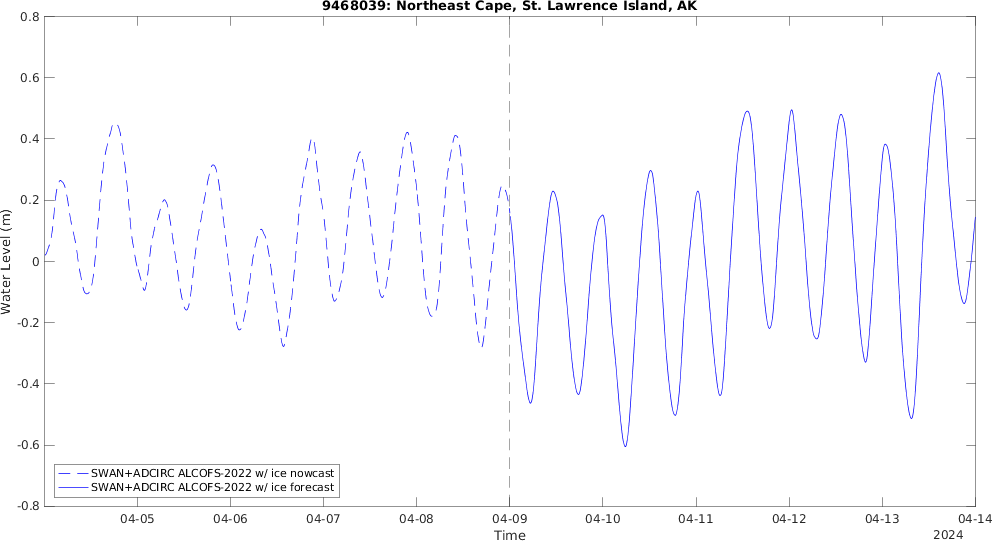 9468039: Northeast Cape, St. Lawrence Island, AK
0.8
0.6
0.4
0.2
0
-0.2
-0.4
-0.6
-0.8
Water Level (m)
SWAN+ADCIRC ALCOFS-2022 w/ ice nowcast
SWAN+ADCIRC ALCOFS-2022 w/ ice forecast
04-05 04-06 04-07 04-08 04-09 04-10 04-11 04-12 04-13 04-14
Time
2024